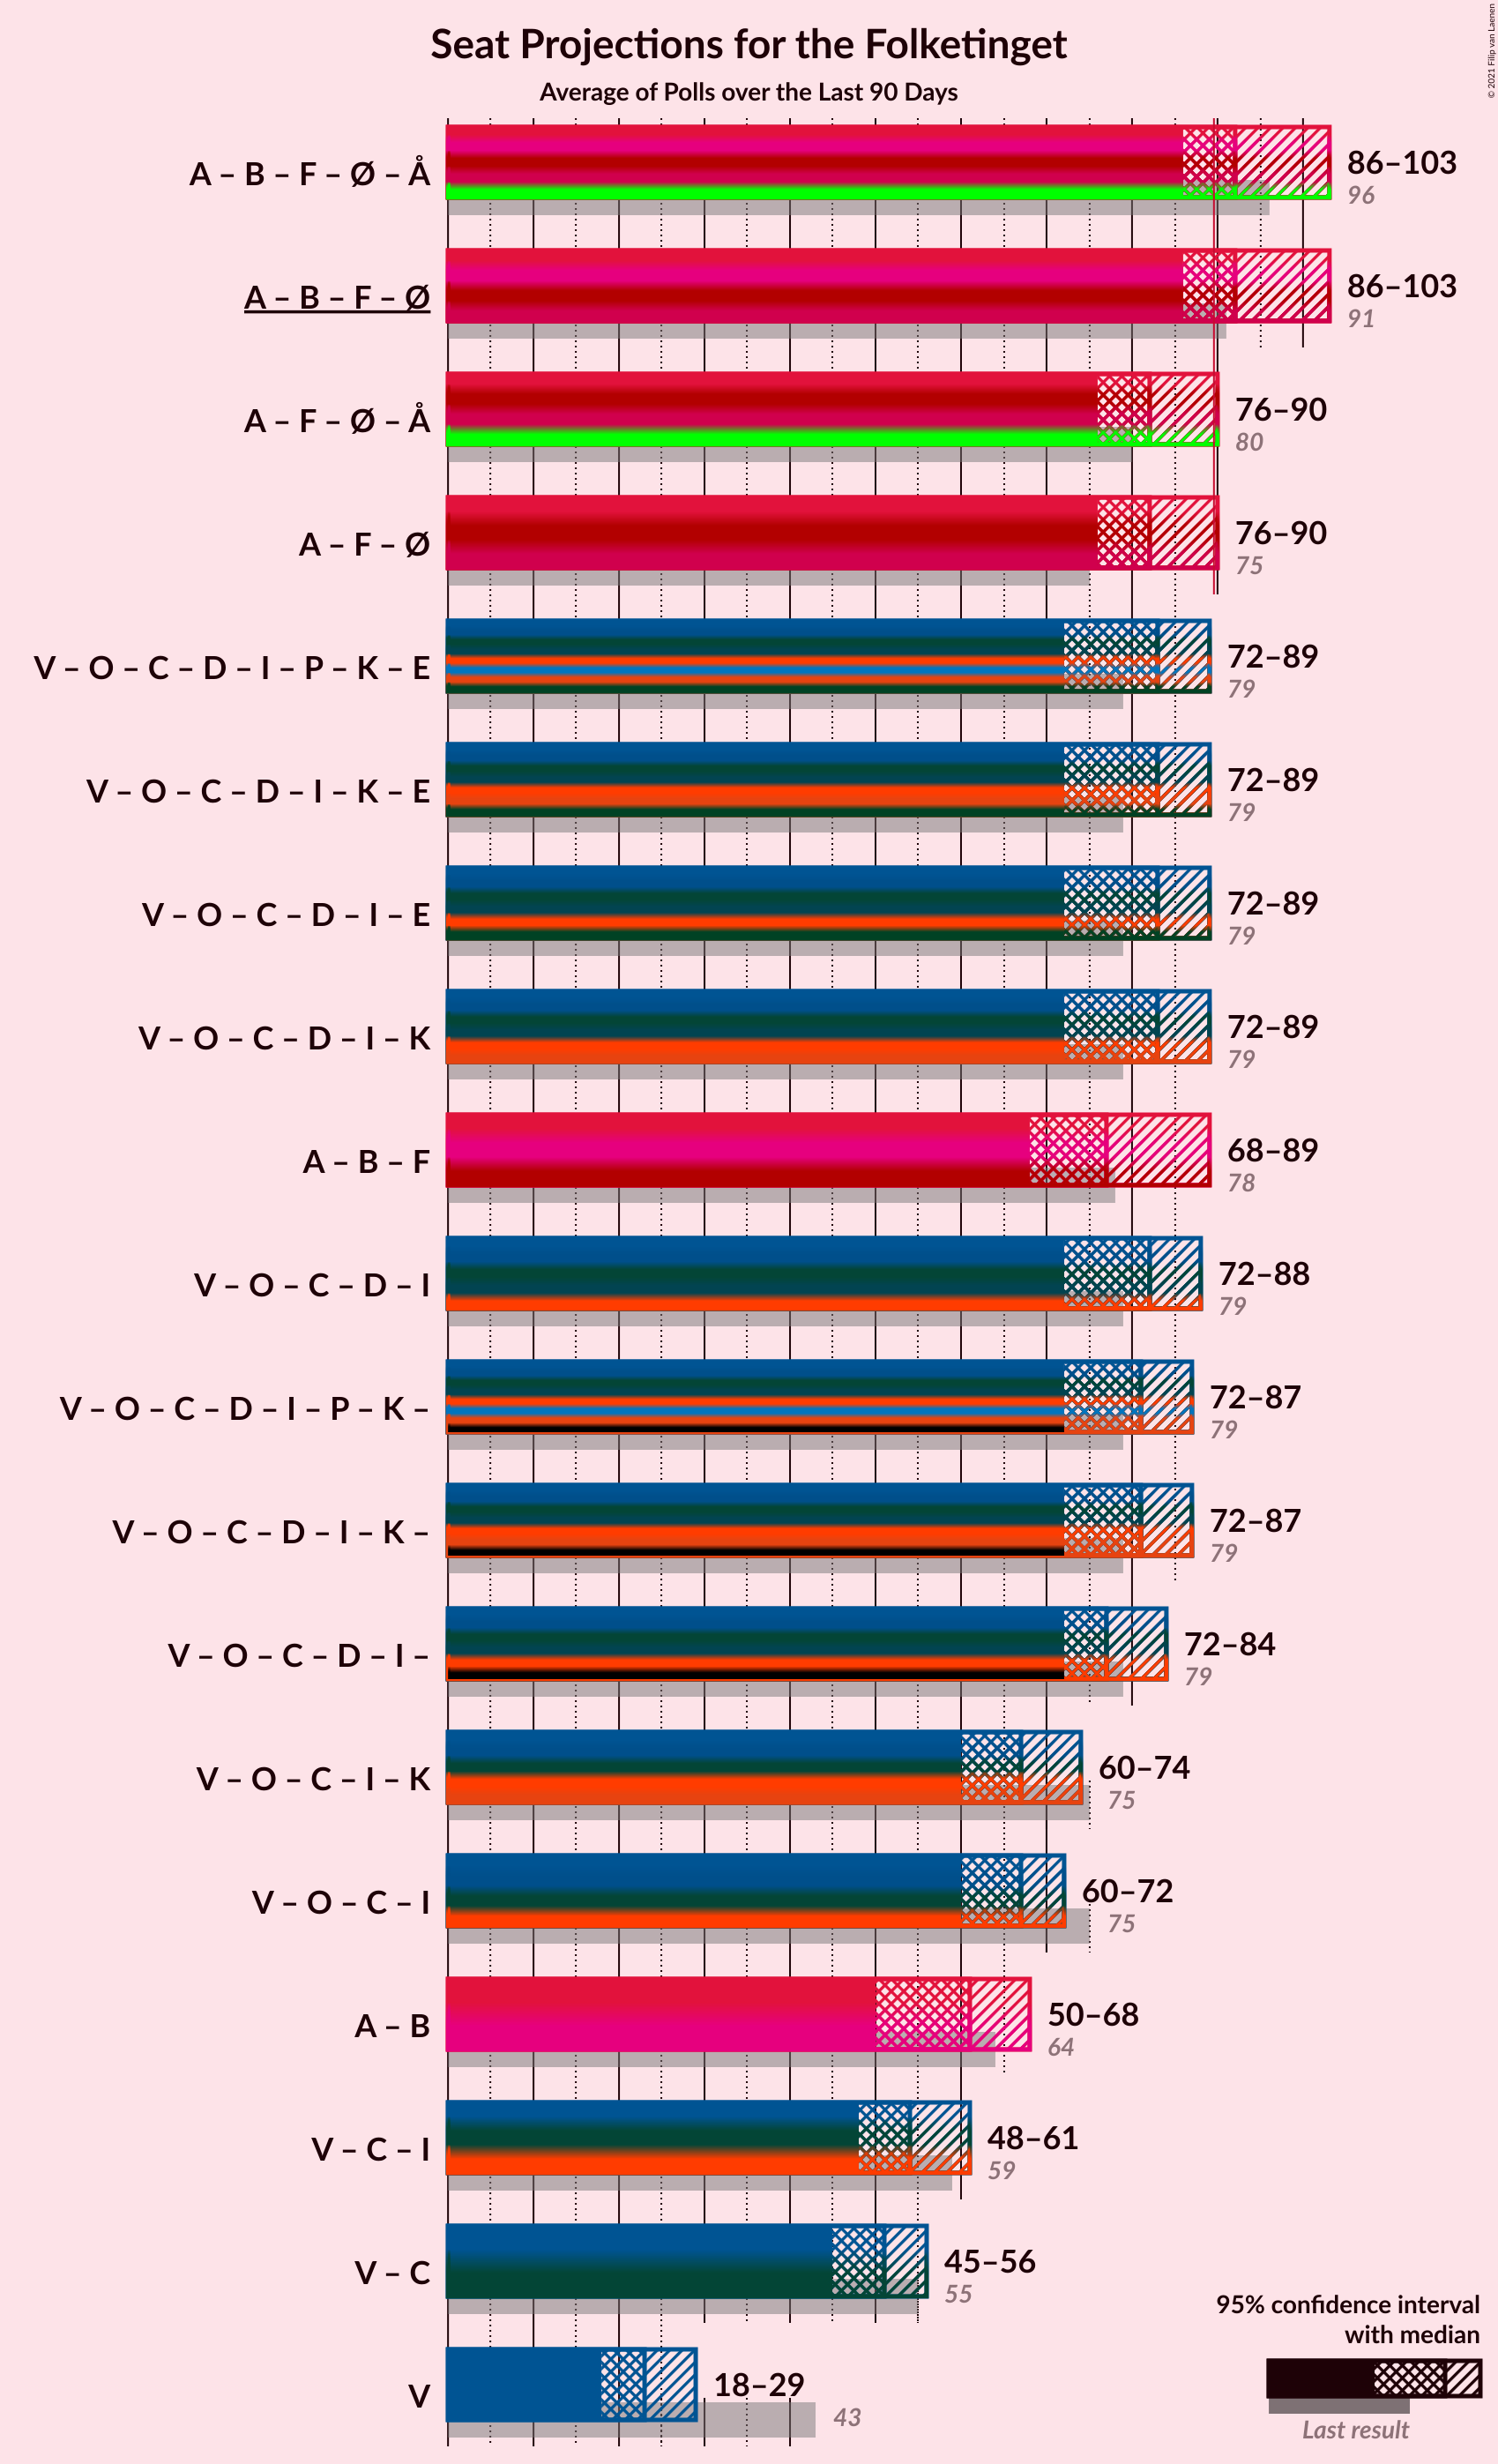 Seat Projections for the Folketinget
Average of Polls over the Last 90 Days
© 2021 Filip van Laenen
A – B – F – Ø – Å
86–103
96
A – B – F – Ø
86–103
91
A – F – Ø – Å
76–90
80
A – F – Ø
76–90
75
V – O – C – D – I – P – K – E
72–89
79
V – O – C – D – I – K – E
72–89
79
V – O – C – D – I – E
72–89
79
V – O – C – D – I – K
72–89
79
A – B – F
68–89
78
V – O – C – D – I
72–88
79
V – O – C – D – I – P – K –
72–87
79
V – O – C – D – I – K –
72–87
79
V – O – C – D – I –
72–84
79
V – O – C – I – K
60–74
75
V – O – C – I
60–72
75
A – B
50–68
64
V – C – I
48–61
59
V – C
45–56
55
V
18–29
43
95% confidence interval
with median
Last result